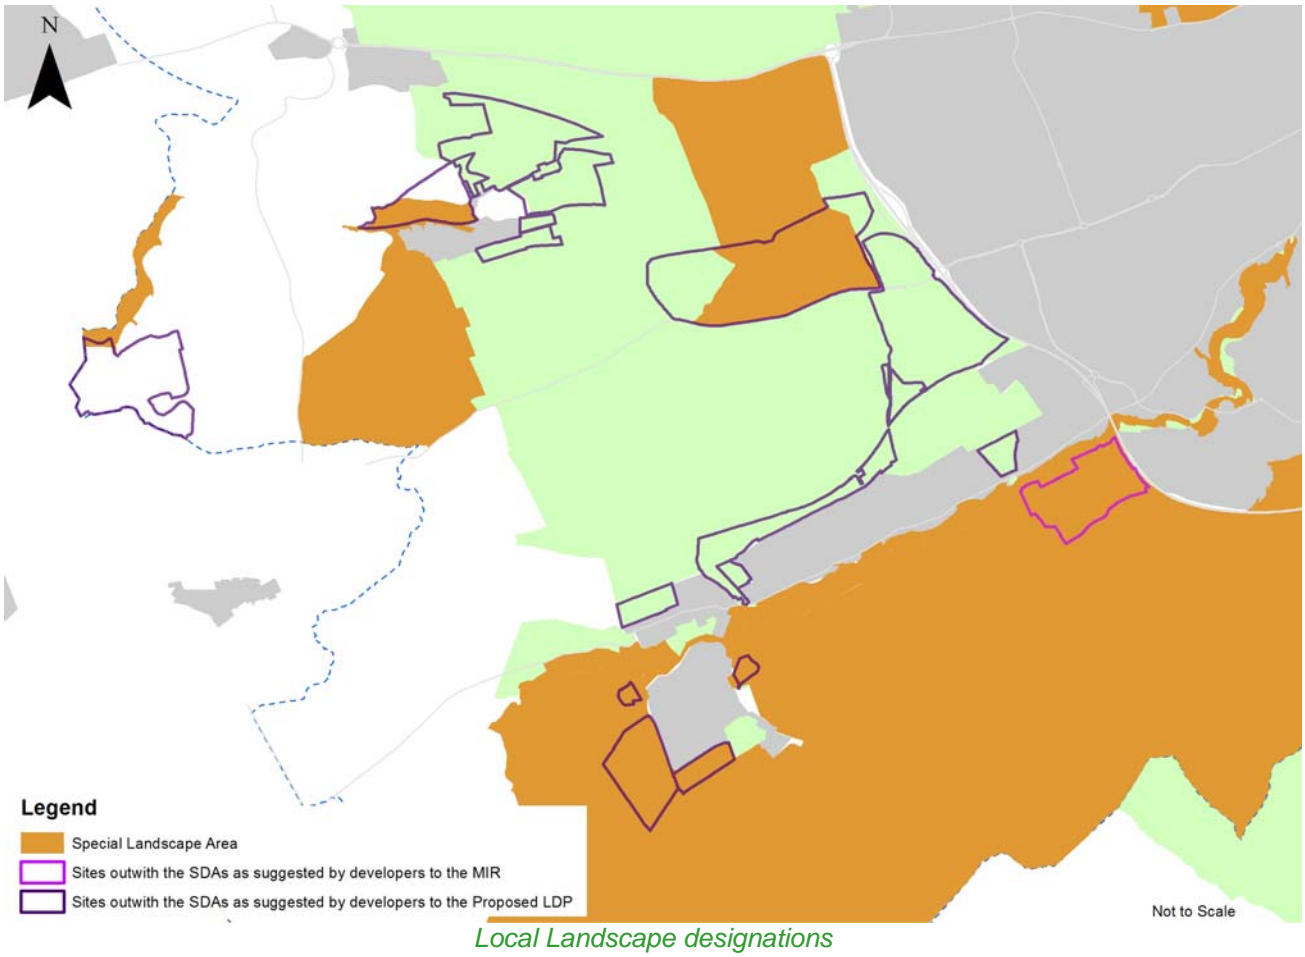 N
Legend
Special Landscape Area
Sites outwith the SDAs as suggested by developers to the MIR
Sites outwith the SDAs as suggested by developers to the Proposed LDP
Not to Scale
Local Landscape designations